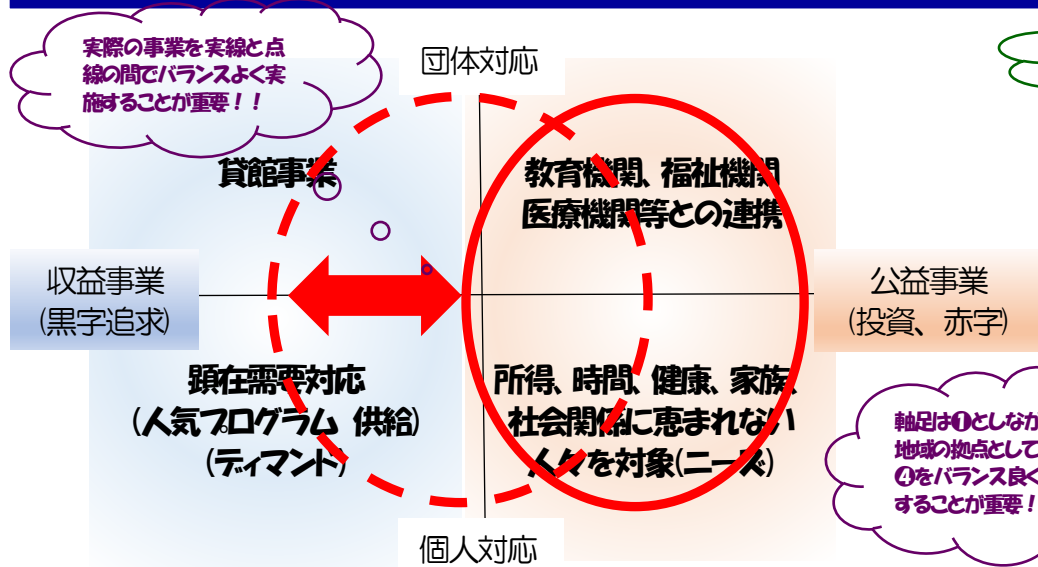 実際の事業を実線と点
線の間でバランスよく実
施することが重要！！
団体対応
貸館事業
教育機関、福祉機関
医療機関等との連携
収益事業
(黒字追求)
公益事業
(投資、赤字)
顕在需要対応
(人気プログラム 供給)
(ディマンド)
所得、時間、健康、家族、
社会関係に恵まれない
人々を対象(ニーズ)
軸足は❶としなが
地域の拠点として
❹をバランス良く
することが重要！
個人対応